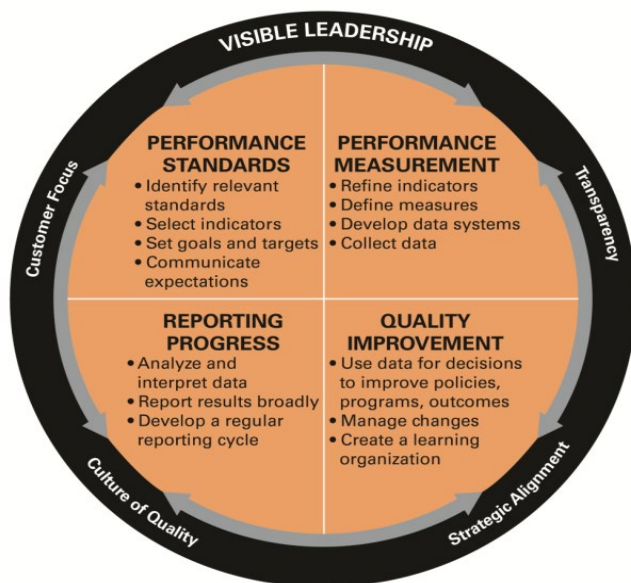 VISIBLE LEADERSHIP
Customer Focus
Transparency
PERFORMANCE
STANDARDS
• Identify relevant
standards
• Select indicators
• Set goals and targets
• Communicate
expectations
PERFORMANCE
MEASUREMENT
• Refine indicators
• Define measures
• Develop data systems
• Collect data
REPORTING
PROGRESS
• Analyze and
interpret data
• Report results broadly
• Develop a regular
reporting cycle
QUALITY
IMPROVEMENT
• Use data for decisions
to improve policies,
programs, outcomes
• Manage changes
• Create a learning
organization
Culture of Quality
Strategic Alignment